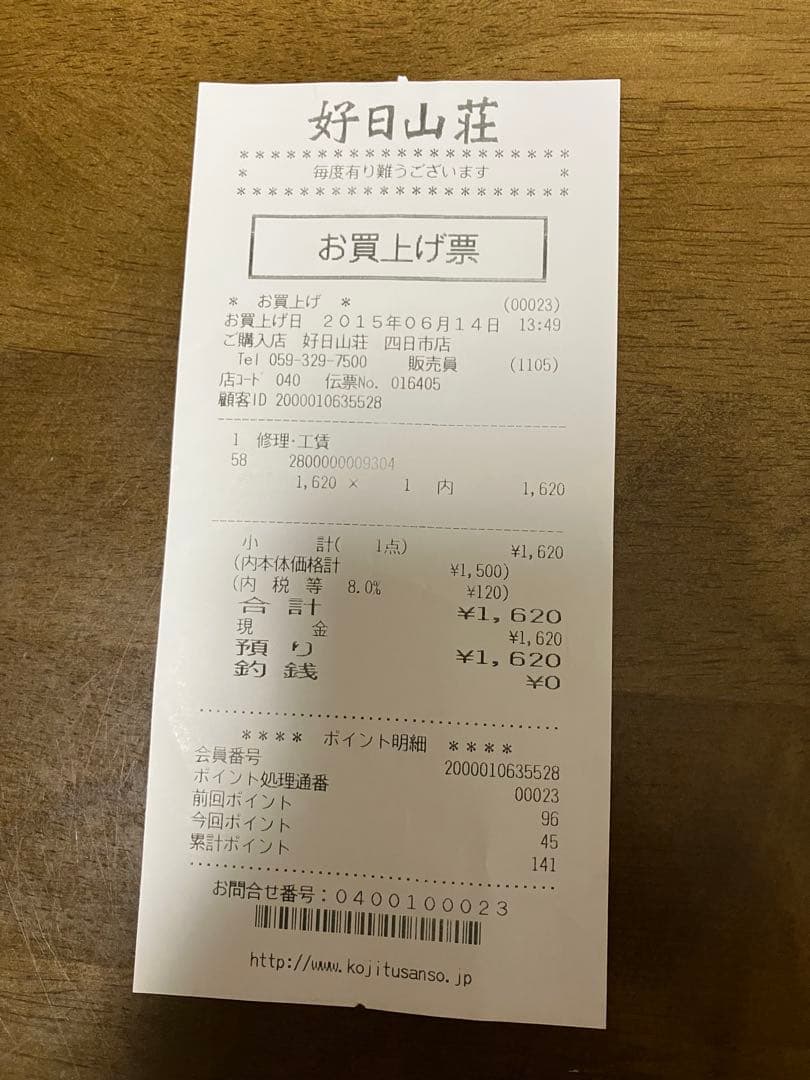 好日山荘
* * * * * * * * * * * * * * * * * * * *
* 毎度有り難うございます *
* * * * * * * * * * * * * * * * * * * *
お買上げ票
* お買上げ * (00023)
お買上げ日 2015年06月14日 13:49
ご購入店 好日山荘 四日市店
Tel 059-329-7500 販売員 (1105)
店コード 040 伝票No. 016405
顧客ID 2000010635528
1 修理・工賃
58 2800000009304
1,620 × 1 内 1,620
小 計( 1点) ¥1,620
(内本体価格計 ¥1,500)
(内 税 等 8.0% ¥120)
合 計 ¥1,620
現 金 ¥1,620
預 り ¥1,620
釣 銭 ¥0
* * * * ポイント明細 * * * *
会員番号 2000010635528
ポイント処理通番 00023
前回ポイント 96
今回ポイント 45
累計ポイント 141
お問合せ番号:0400100023
http://www.kojitusanso.jp